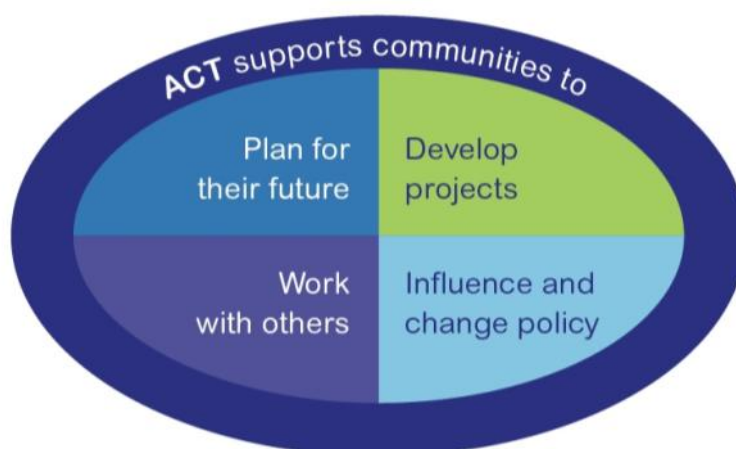 ACT supports communities to
Plan for
their future
Develop
projects
Work
with others
Influence and
change policy